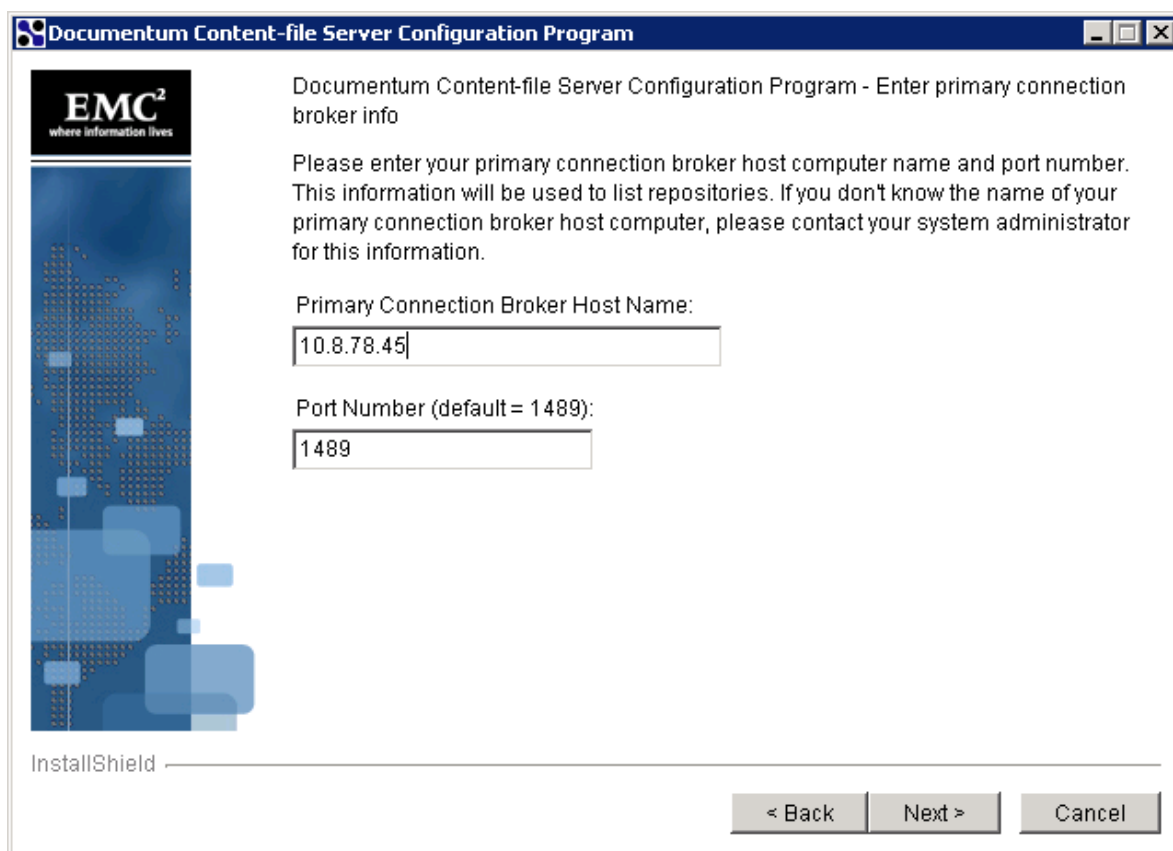 Documentum Content-file Server Configuration Program
EMC²
where information lives
Documentum Content-file Server Configuration Program - Enter primary connection
broker info
Please enter your primary connection broker host computer name and port number.
This information will be used to list repositories. If you don't know the name of your
primary connection broker host computer, please contact your system administrator
for this information.
Primary Connection Broker Host Name:
10.8.78.45
Port Number (default = 1489):
1489
InstallShield
< Back Next > Cancel